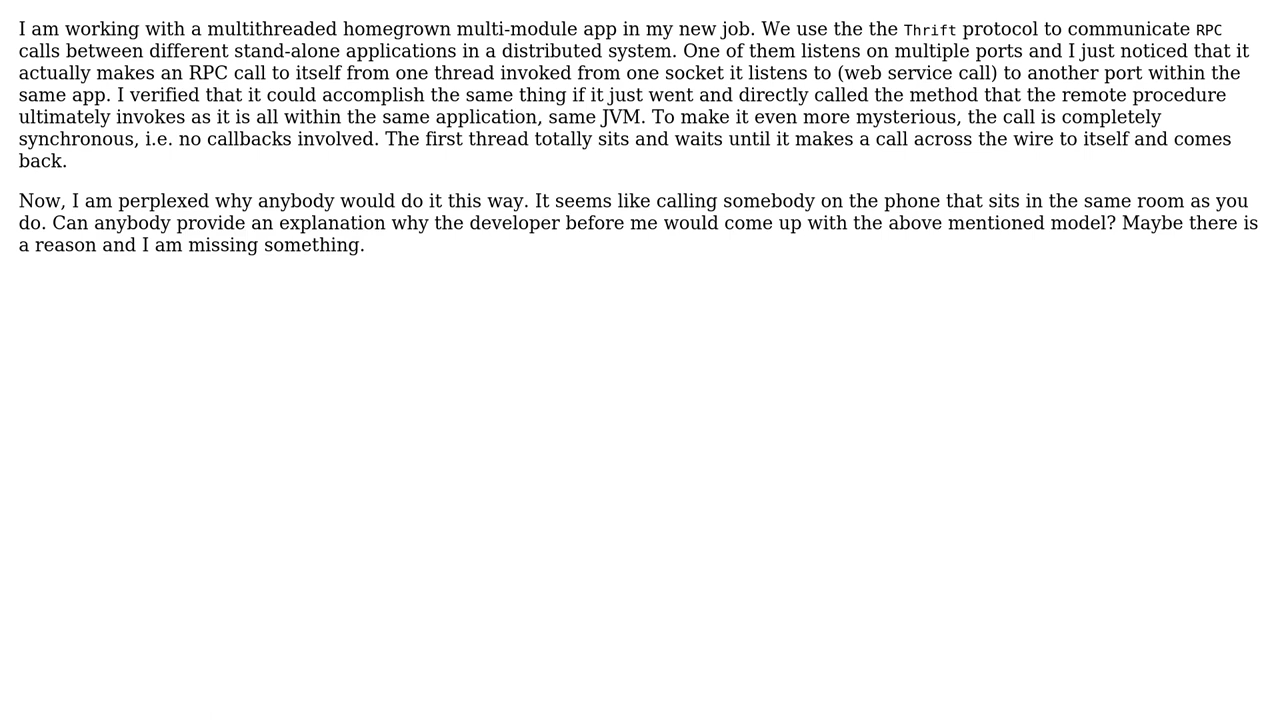 I am working with a multithreaded homegrown multi-module app in my new job. We use the the Thrift protocol to communicate RPC
calls between different stand-alone applications in a distributed system. One of them listens on multiple ports and I just noticed that it
actually makes an RPC call to itself from one thread invoked from one socket it listens to (web service call) to another port within the
same app. I verified that it could accomplish the same thing if it just went and directly called the method that the remote procedure
ultimately invokes as it is all within the same application, same JVM. To make it even more mysterious, the call is completely
synchronous, i.e. no callbacks involved. The first thread totally sits and waits until it makes a call across the wire to itself and comes
back.
Now, I am perplexed why anybody would do it this way. It seems like calling somebody on the phone that sits in the same room as you
do. Can anybody provide an explanation why the developer before me would come up with the above mentioned model? Maybe there is
a reason and I am missing something.